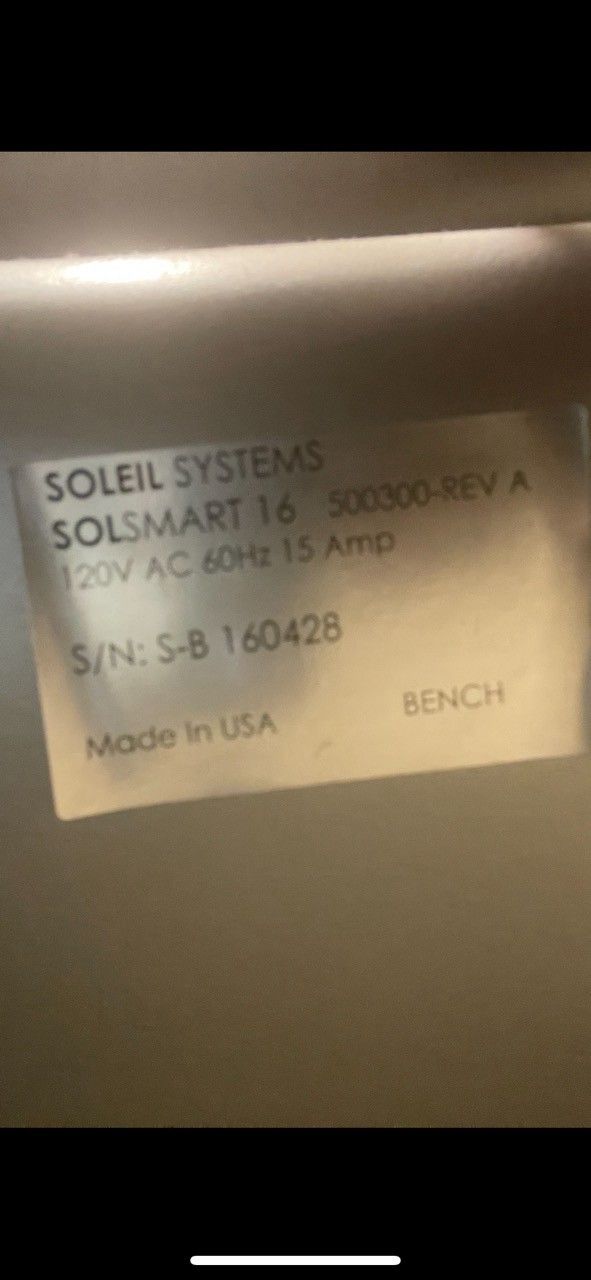 SOLEIL SYSTEMS
SOLSMART 16 500300-REV A
120V AC 60Hz 15 Amp
S/N: S-B 160428
Made In USA BENCH